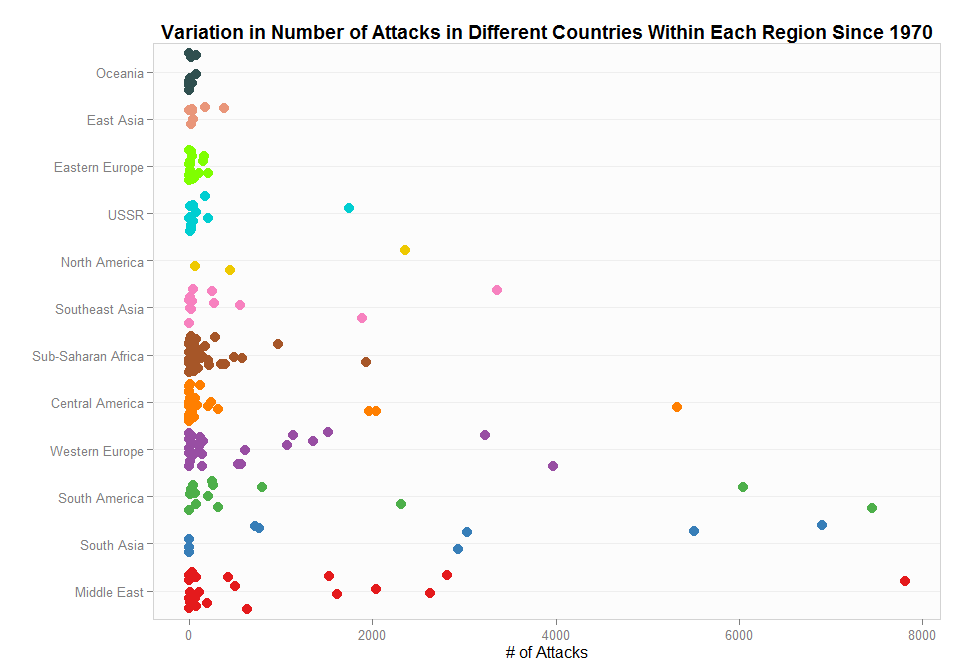 Variation in Number of Attacks in Different Countries Within Each Region Since 1970
Oceania
East Asia
Eastern Europe
USSR
North America
Southeast Asia
Sub-Saharan Africa
Central America
Western Europe
South America
South Asia
Middle East
0 2000 4000 6000 8000
# of Attacks